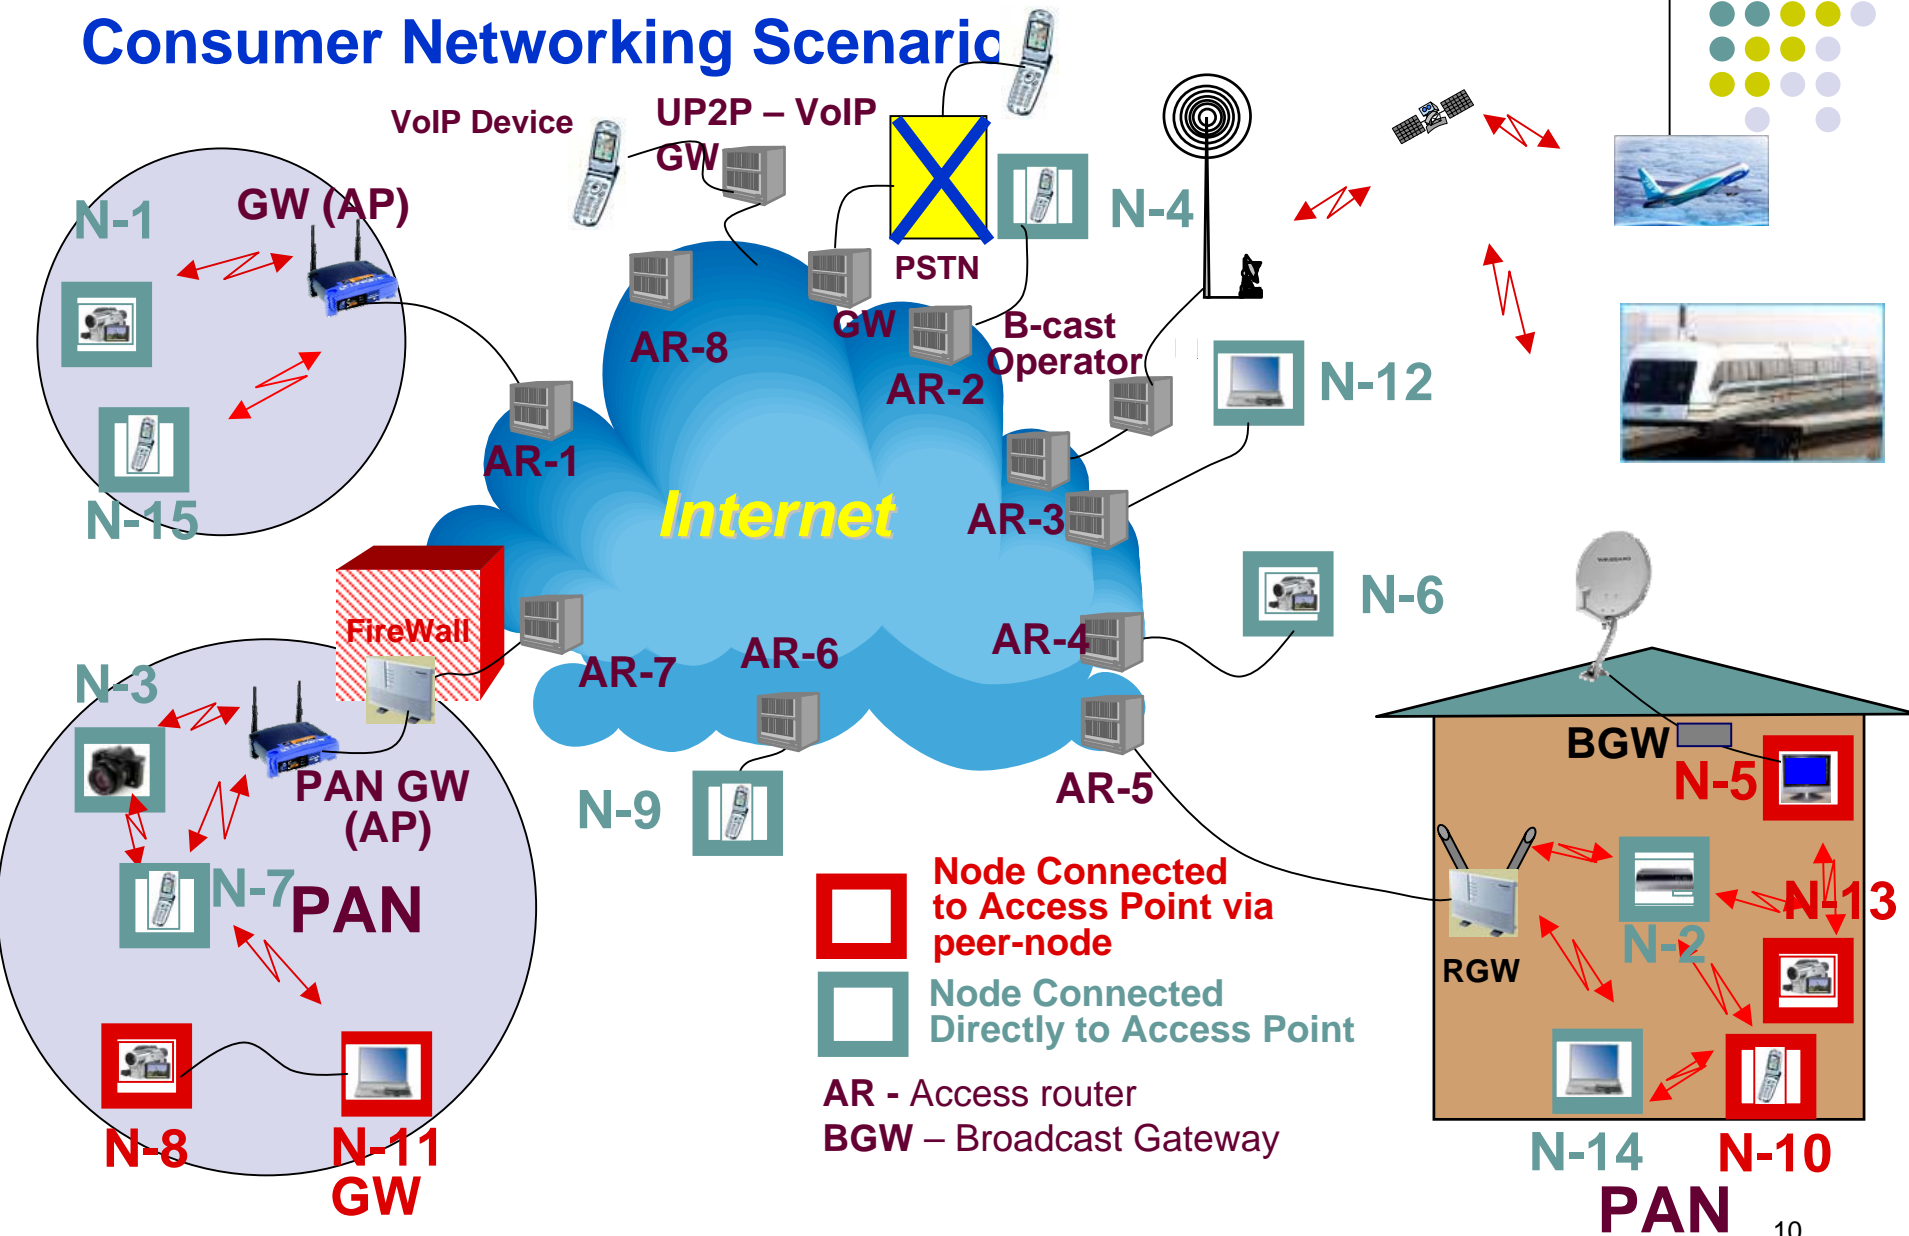 Consumer Networking Scenario
VoIP Device
UP2P – VoIP
GW
PSTN
N-4
N-1
GW (AP)
N-15
AR-8
GW
AR-2
B-cast
Operator
N-12
AR-1
Internet
AR-3
N-6
FireWall
AR-7
AR-6
AR-4
AR-5
N-9
N-3
PAN GW
(AP)
N-7
PAN
N-8
N-11
GW
Node Connected
to Access Point via
peer-node
Node Connected
Directly to Access Point
AR - Access router
BGW – Broadcast Gateway
BGW
N-5
N-13
N-2
RGW
N-14
N-10
PAN
10